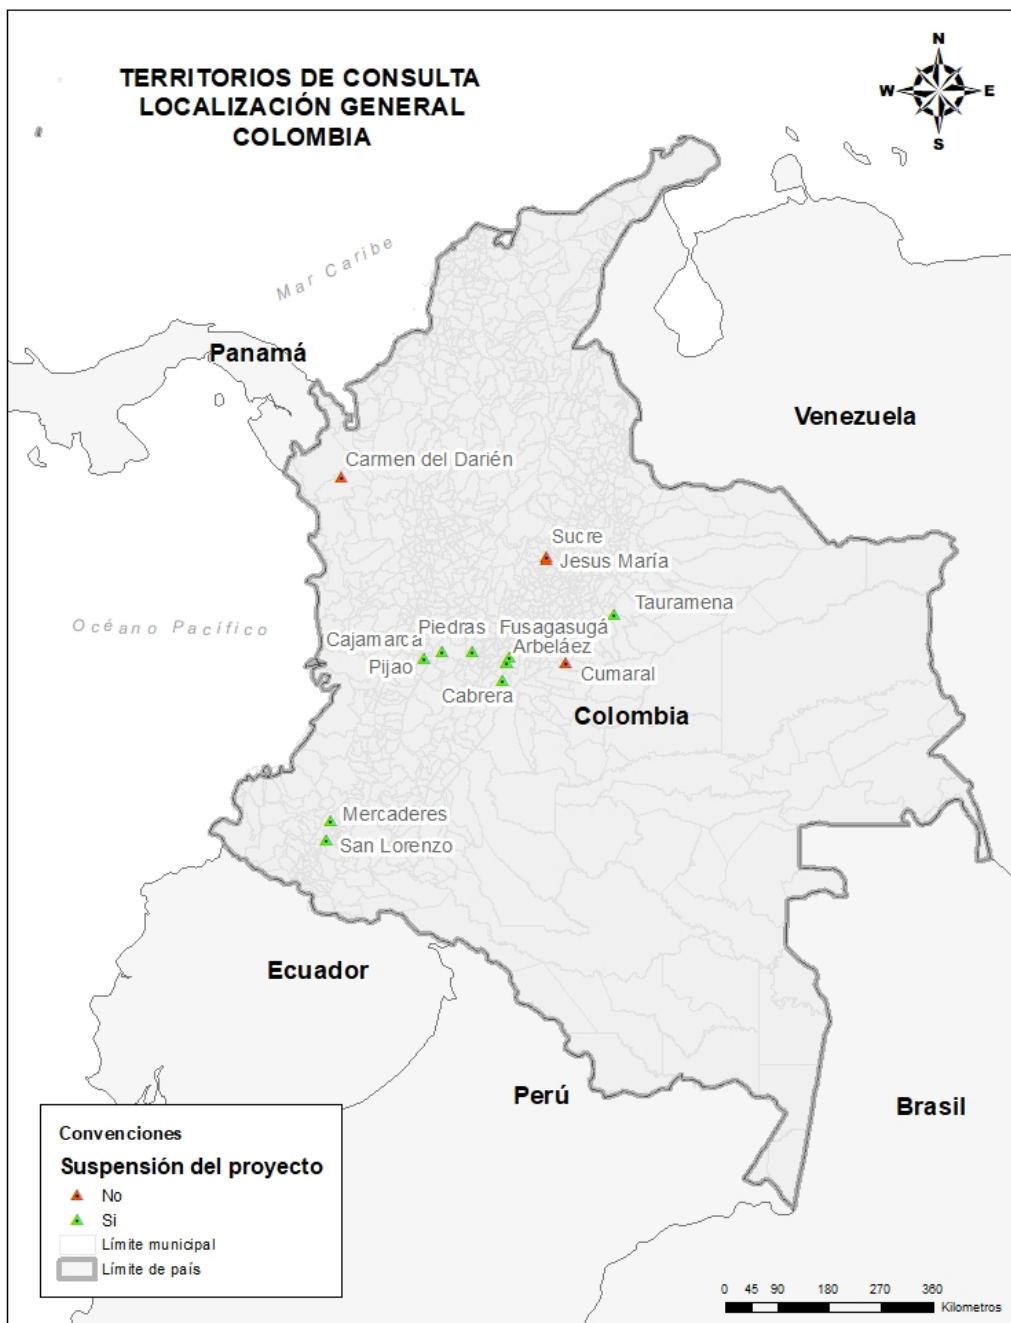 TERRITORIOS DE CONSULTA
LOCALIZACIÓN GENERAL
COLOMBIA
N
W
E
S
Mar Caribe
Panamá
Venezuela
Carmen del Darién
Sucre
Jesus María
Tauramena
Océano Pacífico
Piedras
Fusagasugá
Cajamarca
Arbeláez
Pijao
Cumaral
Cabrera
Colombia
Mercaderes
San Lorenzo
Ecuador
Perú
Brasil
Convenciones
Suspensión del proyecto
No
Si
Límite municipal
Límite de país
0 45 90 180 270 360
Kilometros